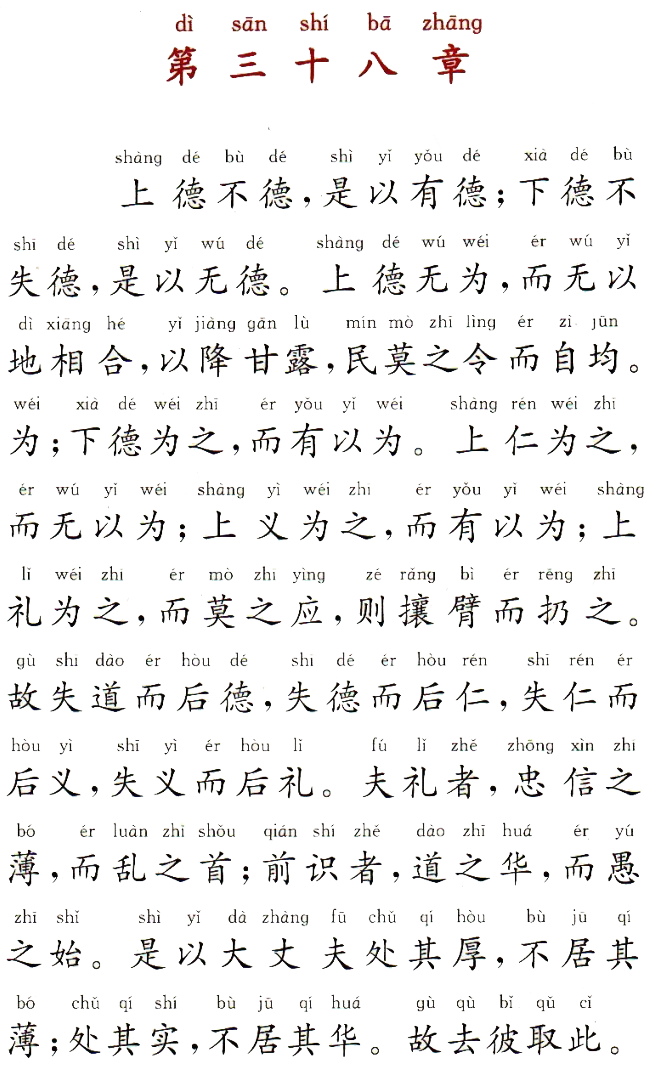 dì sān shí bā zhāng
第三十八章
shàng dé bù dé shì yǐ yǒu dé xià dé bù
上德不德，是以有德；下德不
shī dé shì yǐ wú dé shàng dé wú wéi ér wú yǐ
失德，是以无德。上德无为，而无以
dì xiāng hé yǐ jiàng gān lù mín mò zhī lìng ér zì jūn
地相合，以降甘露，民莫之令而自均。
wéi xià dé wéi zhī ér yǒu yǐ wéi shàng rén wéi zhī
为；下德为之，而有以为。上仁为之，
ér wú yǐ wéi shàng yì wéi zhī ér yǒu yǐ wéi shàng
而无以为；上义为之，而有以为；上
lǐ wéi zhī ér mò zhī yìng zé rǎng bì ér rēng zhī
礼为之，而莫之应，则攘臂而扔之。
gù shī dào ér hòu dé shī dé ér hòu rén shī rén ér
故失道而后德，失德而后仁，失仁而
hòu yì shī yì ér hòu lǐ fú lǐ zhě zhōng xìn zhī
后义，失义而后礼。夫礼者，忠信之
bó ér luàn zhī shǒu qián shí zhě dào zhī huá ér yú
薄，而乱之首；前识者，道之华，而愚
zhī shǐ shì yǐ dà zhàng fū chǔ qí hòu bù jū qí
之始。是以大丈夫处其厚，不居其
bó chǔ qí shí bù jū qí huá gù qù bǐ qǔ cǐ
薄；处其实，不居其华。故去彼取此。